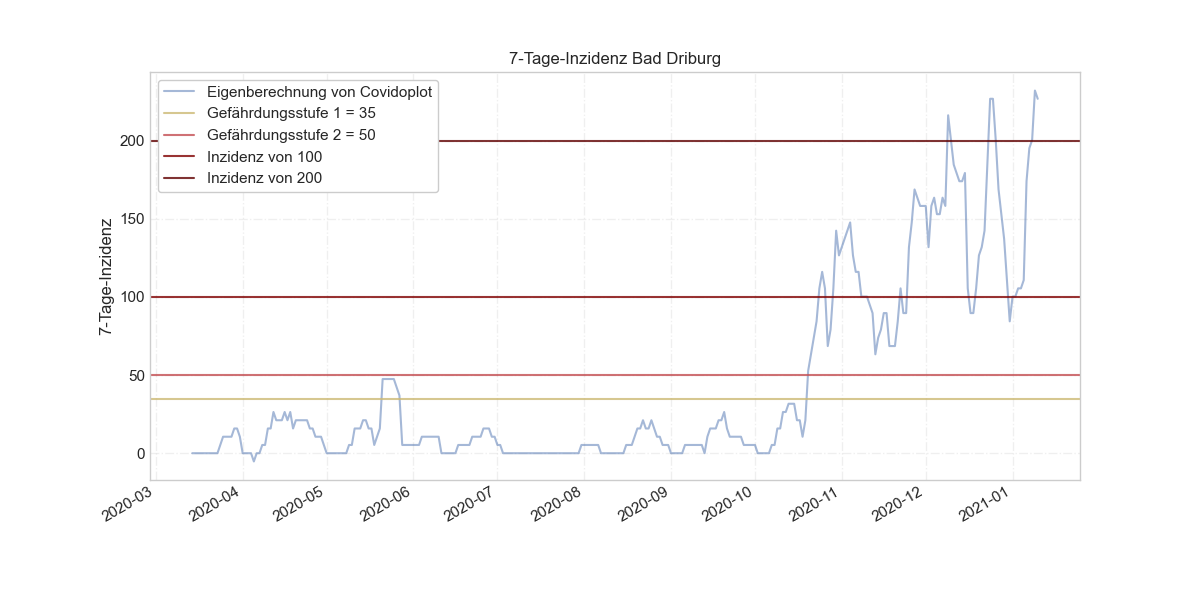 7-Tage-Inzidenz Bad Driburg
Eigenberechnung von Covidoplot
Gefährdungsstufe 1 = 35
Gefährdungsstufe 2 = 50
Inzidenz von 100
Inzidenz von 200
7-Tage-Inzidenz
200
150
100
50
0
2020-03
2020-04
2020-05
2020-06
2020-07
2020-08
2020-09
2020-10
2020-11
2020-12
2021-01